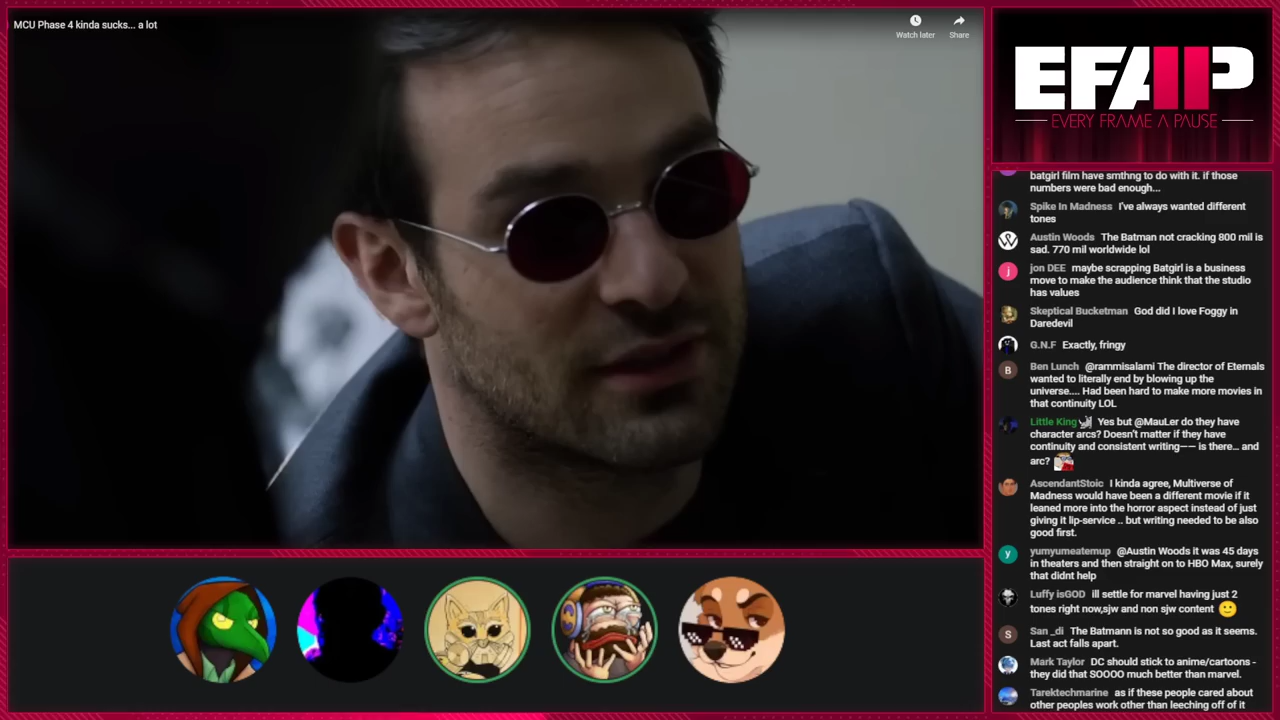 MCU Phase 4 kinda sucks... a lot
Watch later
Share
EFAP
EVERY FRAME A PAUSE
batgirl film have smthng to do with it. if those
numbers were bad enough...
Spike In Madness I've always wanted different
tones
Austin Woods The Batman not cracking 800 mil is
sad. 770 mil worldwide lol
j
jon DEE maybe scrapping Batgirl is a business
move to make the audience think that the studio
has values
Skeptical Bucketman God did I love Foggy in
Daredevil
G.N.F Exactly, fringy
B
Ben Lunch @rammisalami The director of Eternals
wanted to literally end by blowing up the
universe.... Had been hard to make more movies in
that continuity LOL
Little King Yes but @MauLer do they have
character arcs? Doesn't matter if they have
continuity and consistent writing—— is there... and
arc?
AscendantStoic I kinda agree, Multiverse of
Madness would have been a different movie if it
leaned more into the horror aspect instead of just
giving it lip-service .. but writing needed to be also
good first.
y
yumyumeatemup @Austin Woods it was 45 days
in theaters and then straight on to HBO Max, surely
that didnt help
Luffy isGOD ill settle for marvel having just 2
tones right now,sjw and non sjw content 🙂
S
San _di The Batmann is not so good as it seems.
Last act falls apart.
Mark Taylor DC should stick to anime/cartoons -
they did that SOOOO much better than marvel.
Tarektechmarine as if these people cared about
other peoples work other than leeching off of it